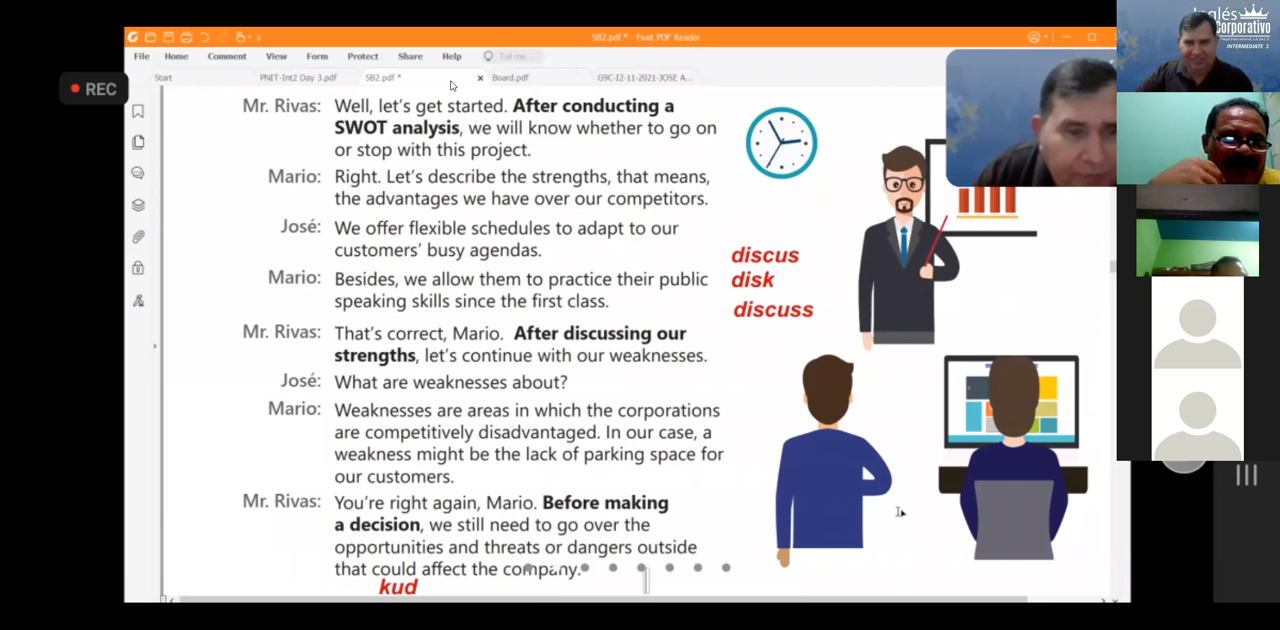 SB2.pdf * - Foxit PDF Reader
File Home Comment View Form Protect Share Help Tell me...
Start PNIT-Int2 Day 3.pdf SB2.pdf * Board.pdf G9C-I2-11-2021-JOSE A...
REC
Inglés
Corporativo
INTERMEDIATE 2
Mr. Rivas: Well, let's get started. After conducting a
SWOT analysis, we will know whether to go on
or stop with this project.
Mario: Right. Let's describe the strengths, that means,
the advantages we have over our competitors.
José: We offer flexible schedules to adapt to our
customers' busy agendas.
Mario: Besides, we allow them to practice their public
speaking skills since the first class.
Mr. Rivas: That's correct, Mario. After discussing our
strengths, let's continue with our weaknesses.
José: What are weaknesses about?
Mario: Weaknesses are areas in which the corporations
are competitively disadvantaged. In our case, a
weakness might be the lack of parking space for
our customers.
Mr. Rivas: You're right again, Mario. Before making
a decision, we still need to go over the
opportunities and threats or dangers outside
that could affect the company.
kud
discus
disk
discuss